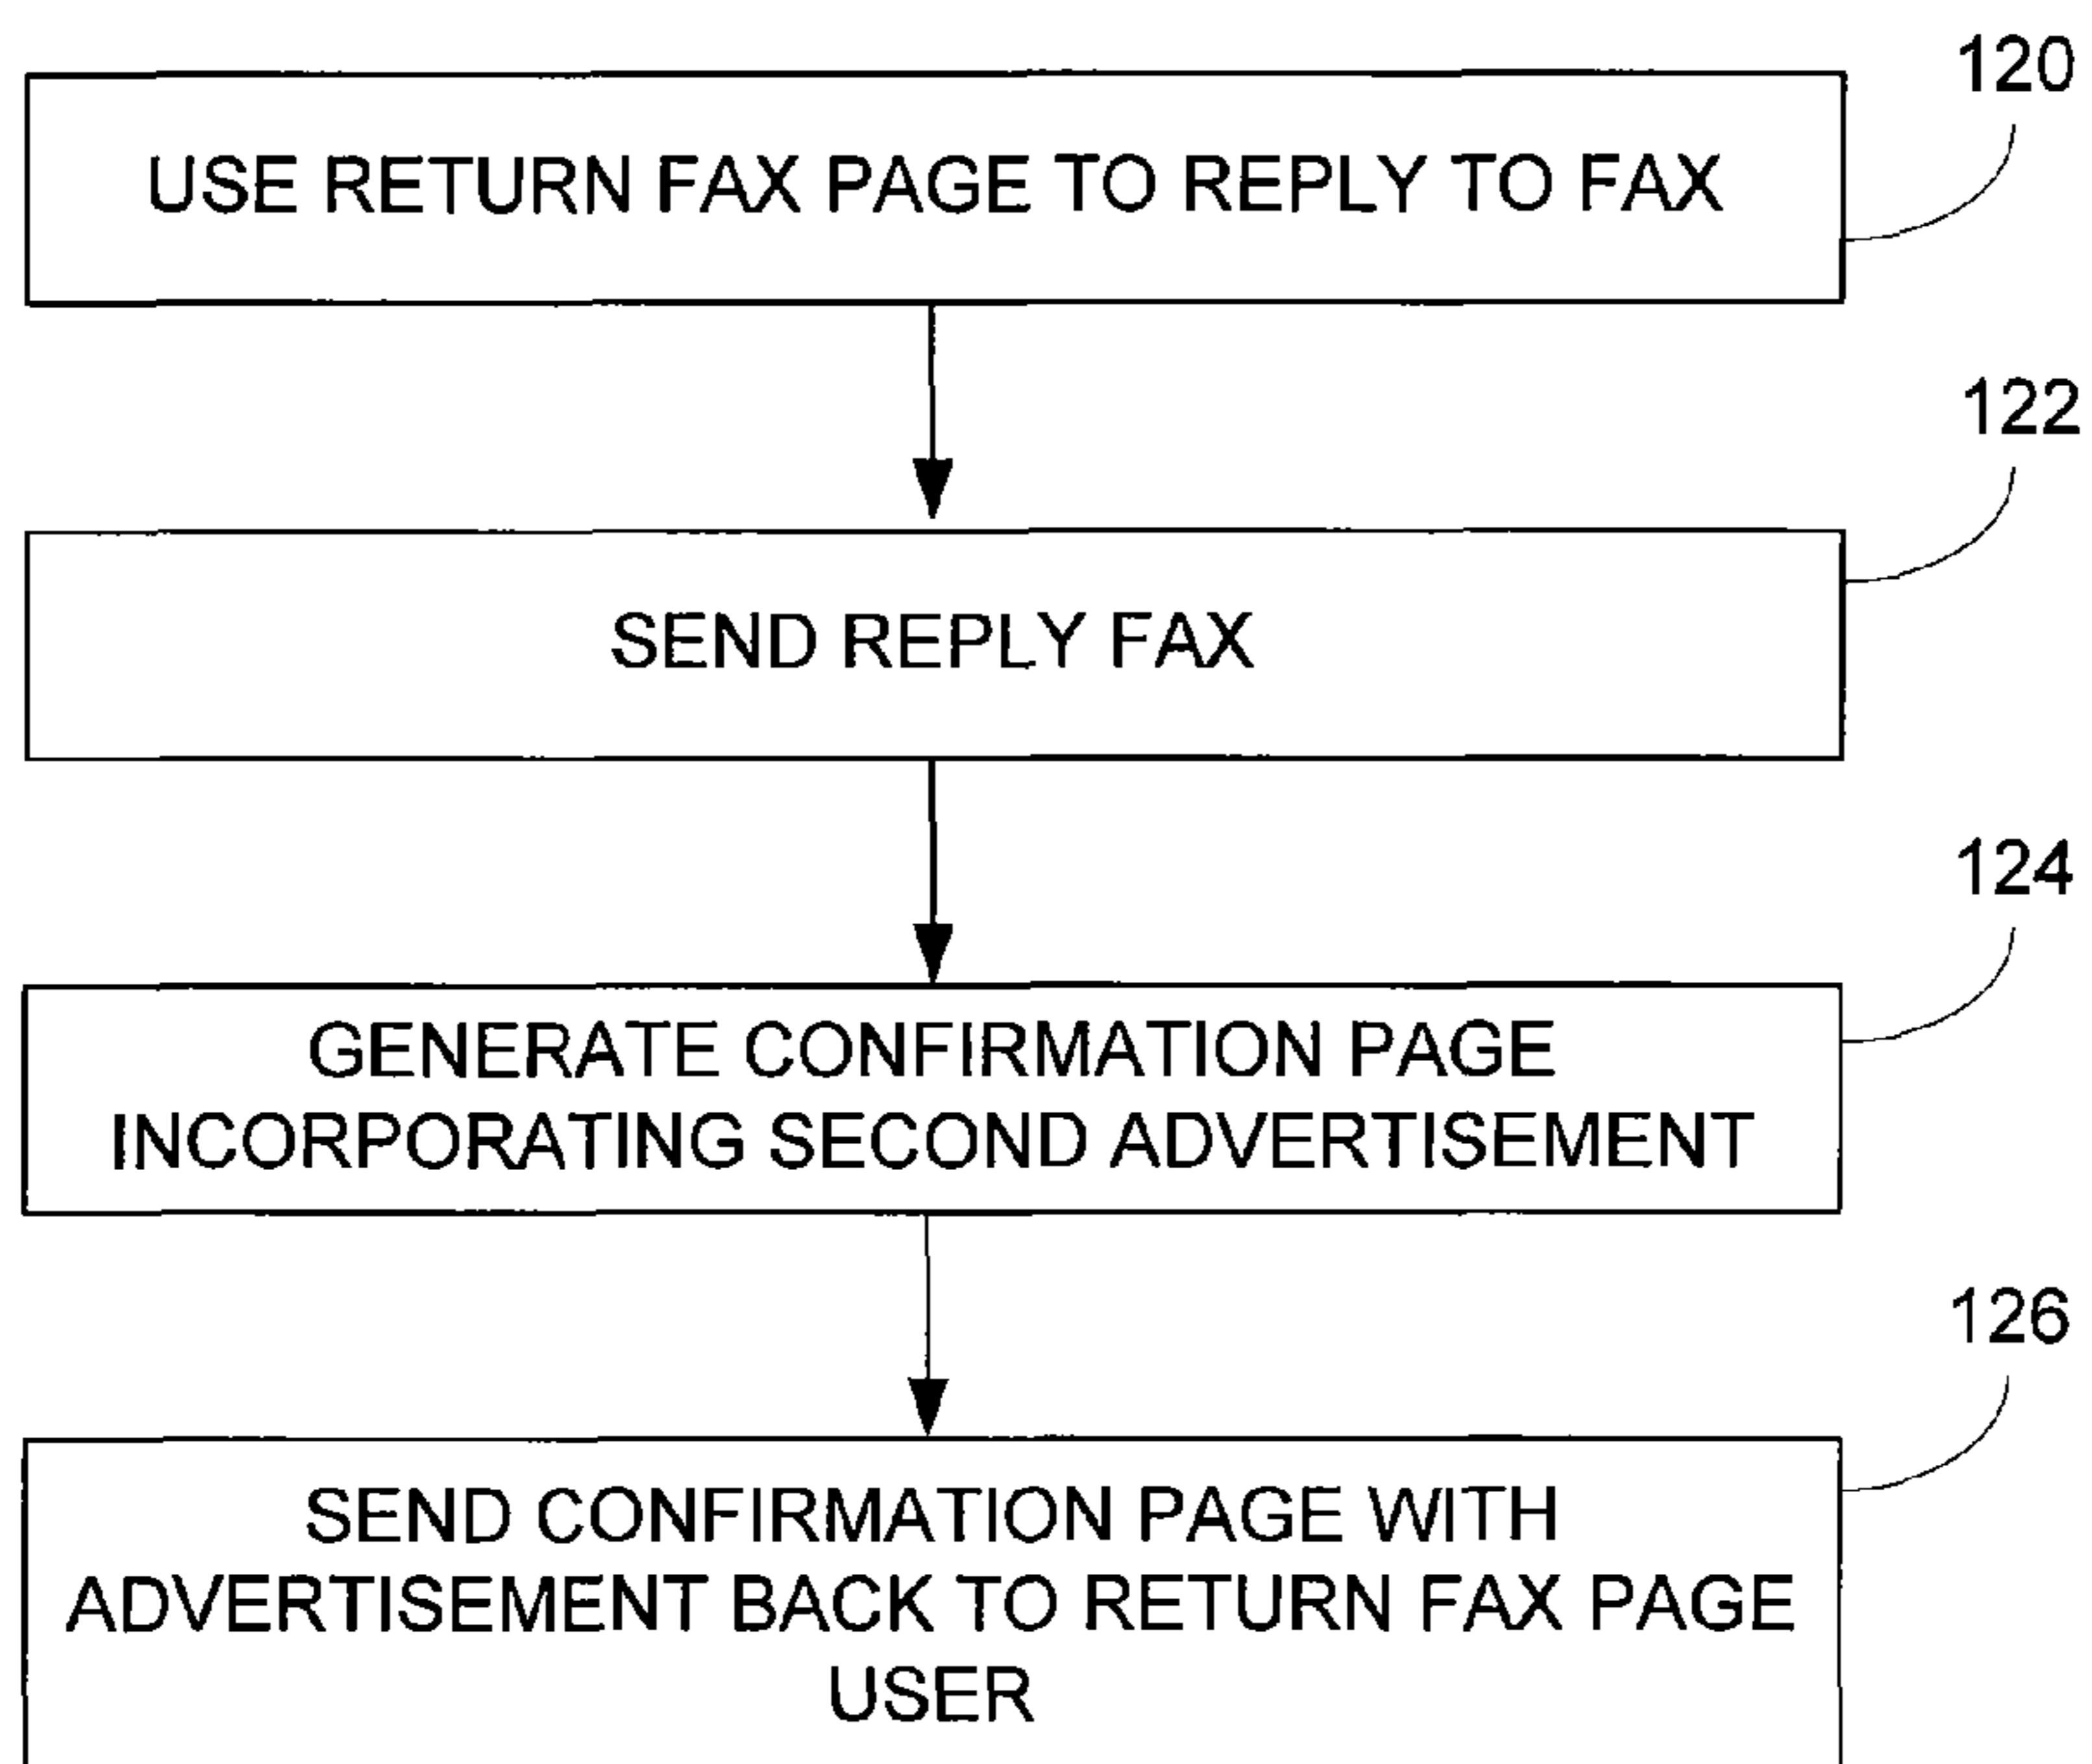 120
USE RETURN FAX PAGE TO REPLY TO FAX
122
SEND REPLY FAX
124
GENERATE CONFIRMATION PAGE
INCORPORATING SECOND ADVERTISEMENT
126
SEND CONFIRMATION PAGE WITH
ADVERTISEMENT BACK TO RETURN FAX PAGE
USER